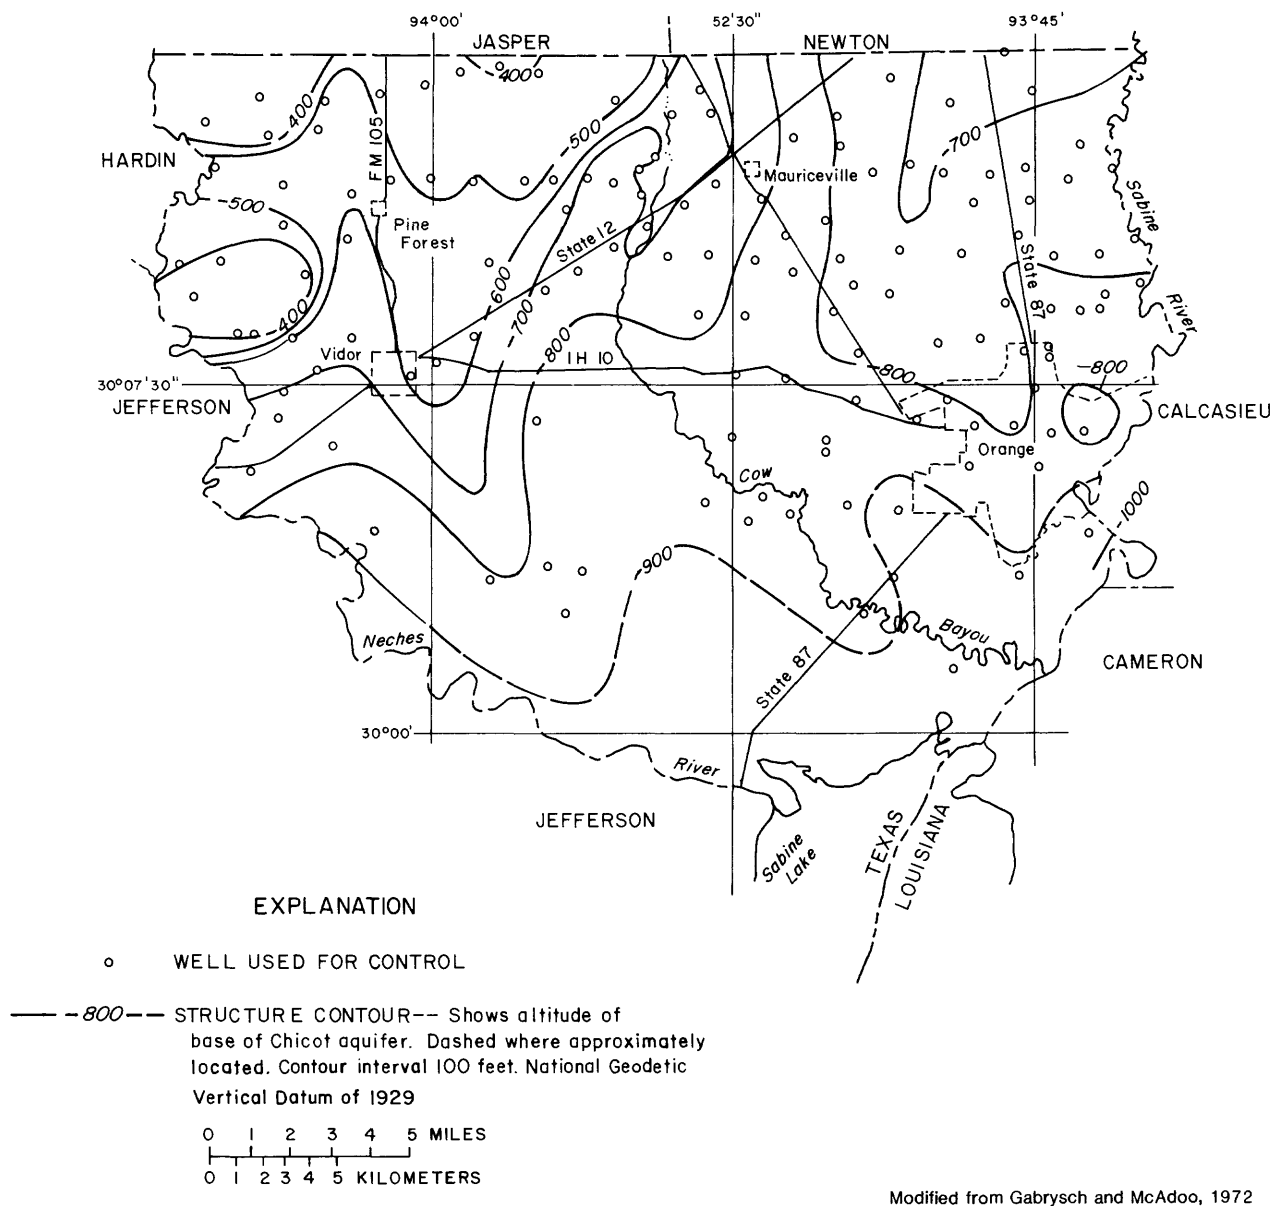 94°00'
52'30"
93°45'
JASPER
NEWTON
-400
-400
-500
-700
HARDIN
FM 105
Mauriceville
Sabine
River
-500
Pine
Forest
State 12
State 87
-600
-700
-400
-800
Vidor
IH 10
-800
-800
30°07'30"
JEFFERSON
CALCASIEU
Orange
Cow
-1000
-900
Neches
Bayou
CAMERON
State 87
30°00'
River
JEFFERSON
Sabine
Lake
TEXAS
LOUISIANA
EXPLANATION
WELL USED FOR CONTROL
-800 STRUCTURE CONTOUR-- Shows altitude of
base of Chicot aquifer. Dashed where approximately
located. Contour interval 100 feet. National Geodetic
Vertical Datum of 1929
0 1 2 3 4 5 MILES
0 1 2 3 4 5 KILOMETERS
Modified from Gabrysch and McAdoo, 1972